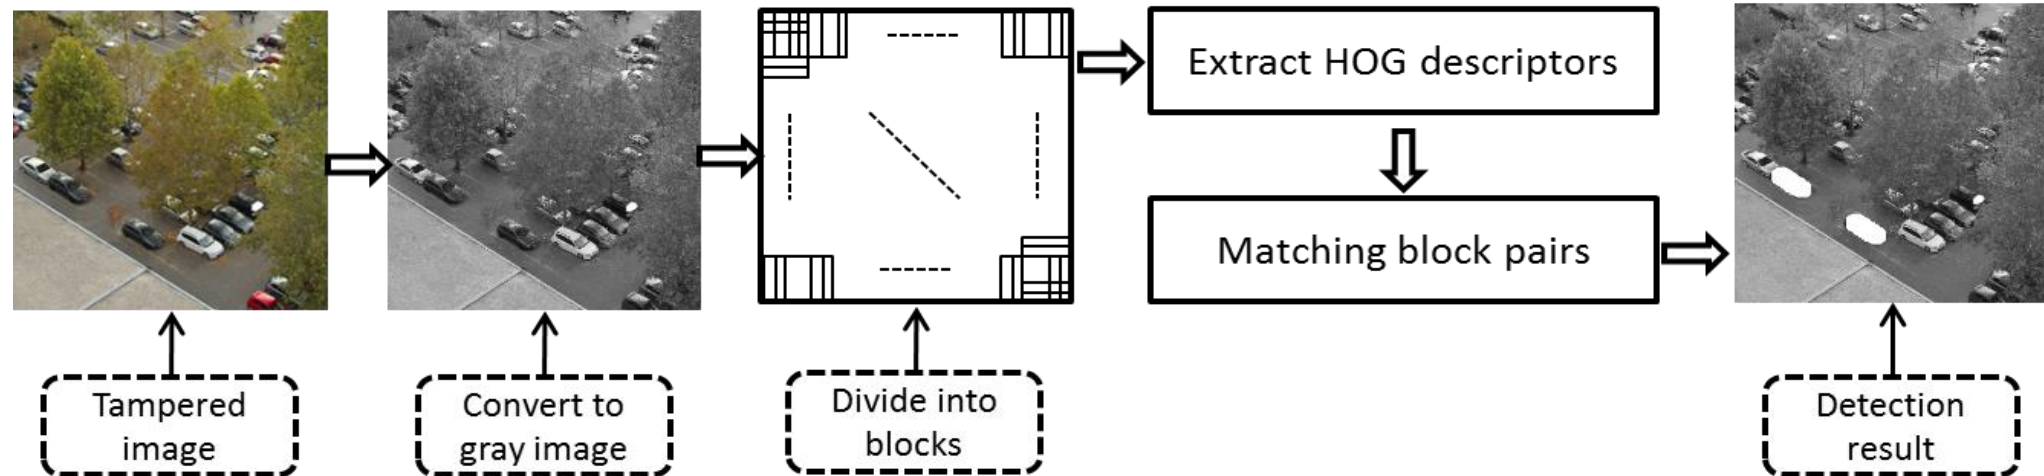 Extract HOG descriptors
Matching block pairs
Tampered
image
Convert to
gray image
Divide into
blocks
Detection
result